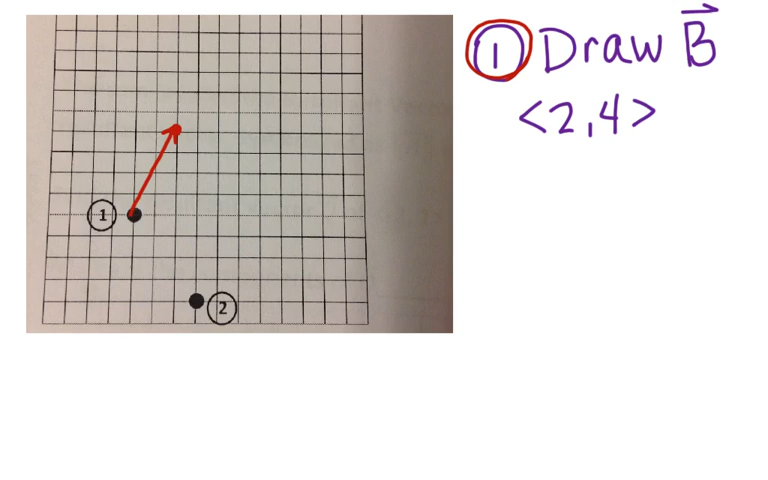 ① Draw B⃗
<2,4>
①
②